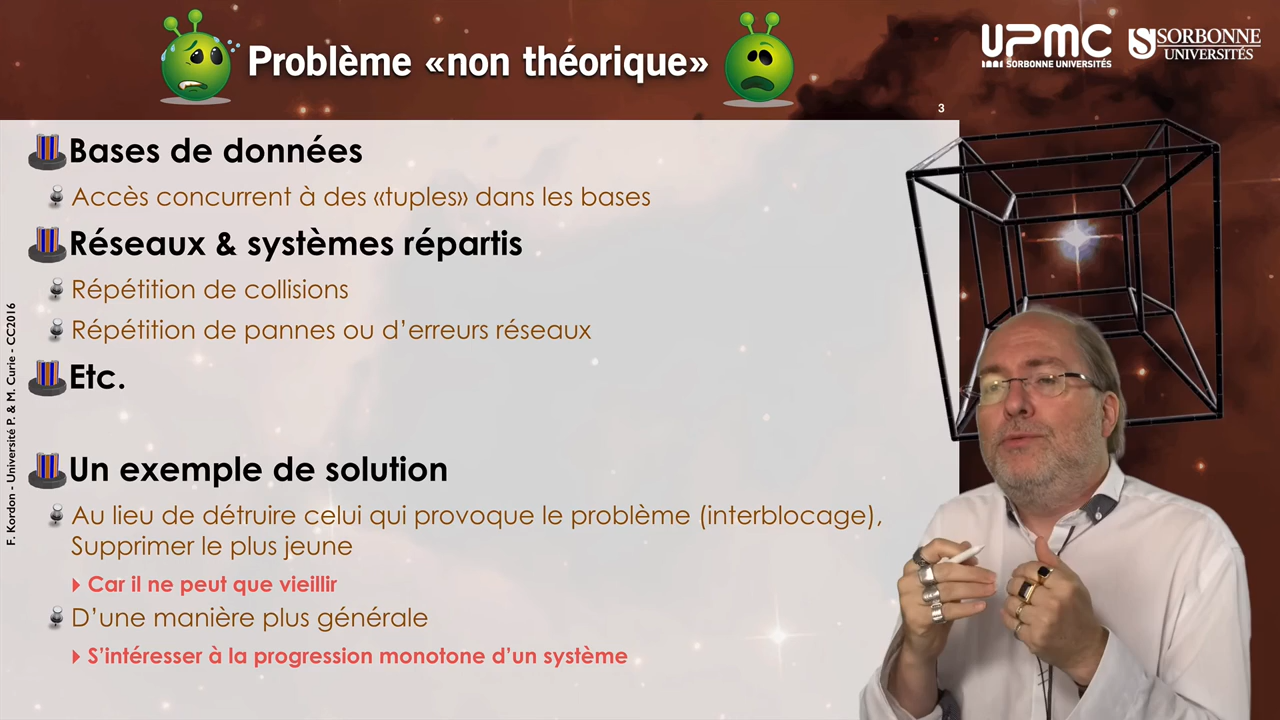 Problème «non théorique»
UPMC
SORBONNE UNIVERSITÉS
SORBONNE
UNIVERSITÉS
3
Bases de données
Accès concurrent à des «tuples» dans les bases
Réseaux & systèmes répartis
Répétition de collisions
Répétition de pannes ou d’erreurs réseaux
Etc.
Un exemple de solution
Au lieu de détruire celui qui provoque le problème (interblocage),
Supprimer le plus jeune
Car il ne peut que vieillir
D’une manière plus générale
S’intéresser à la progression monotone d’un système
F. Kordon - Université P. & M. Curie - CC2016